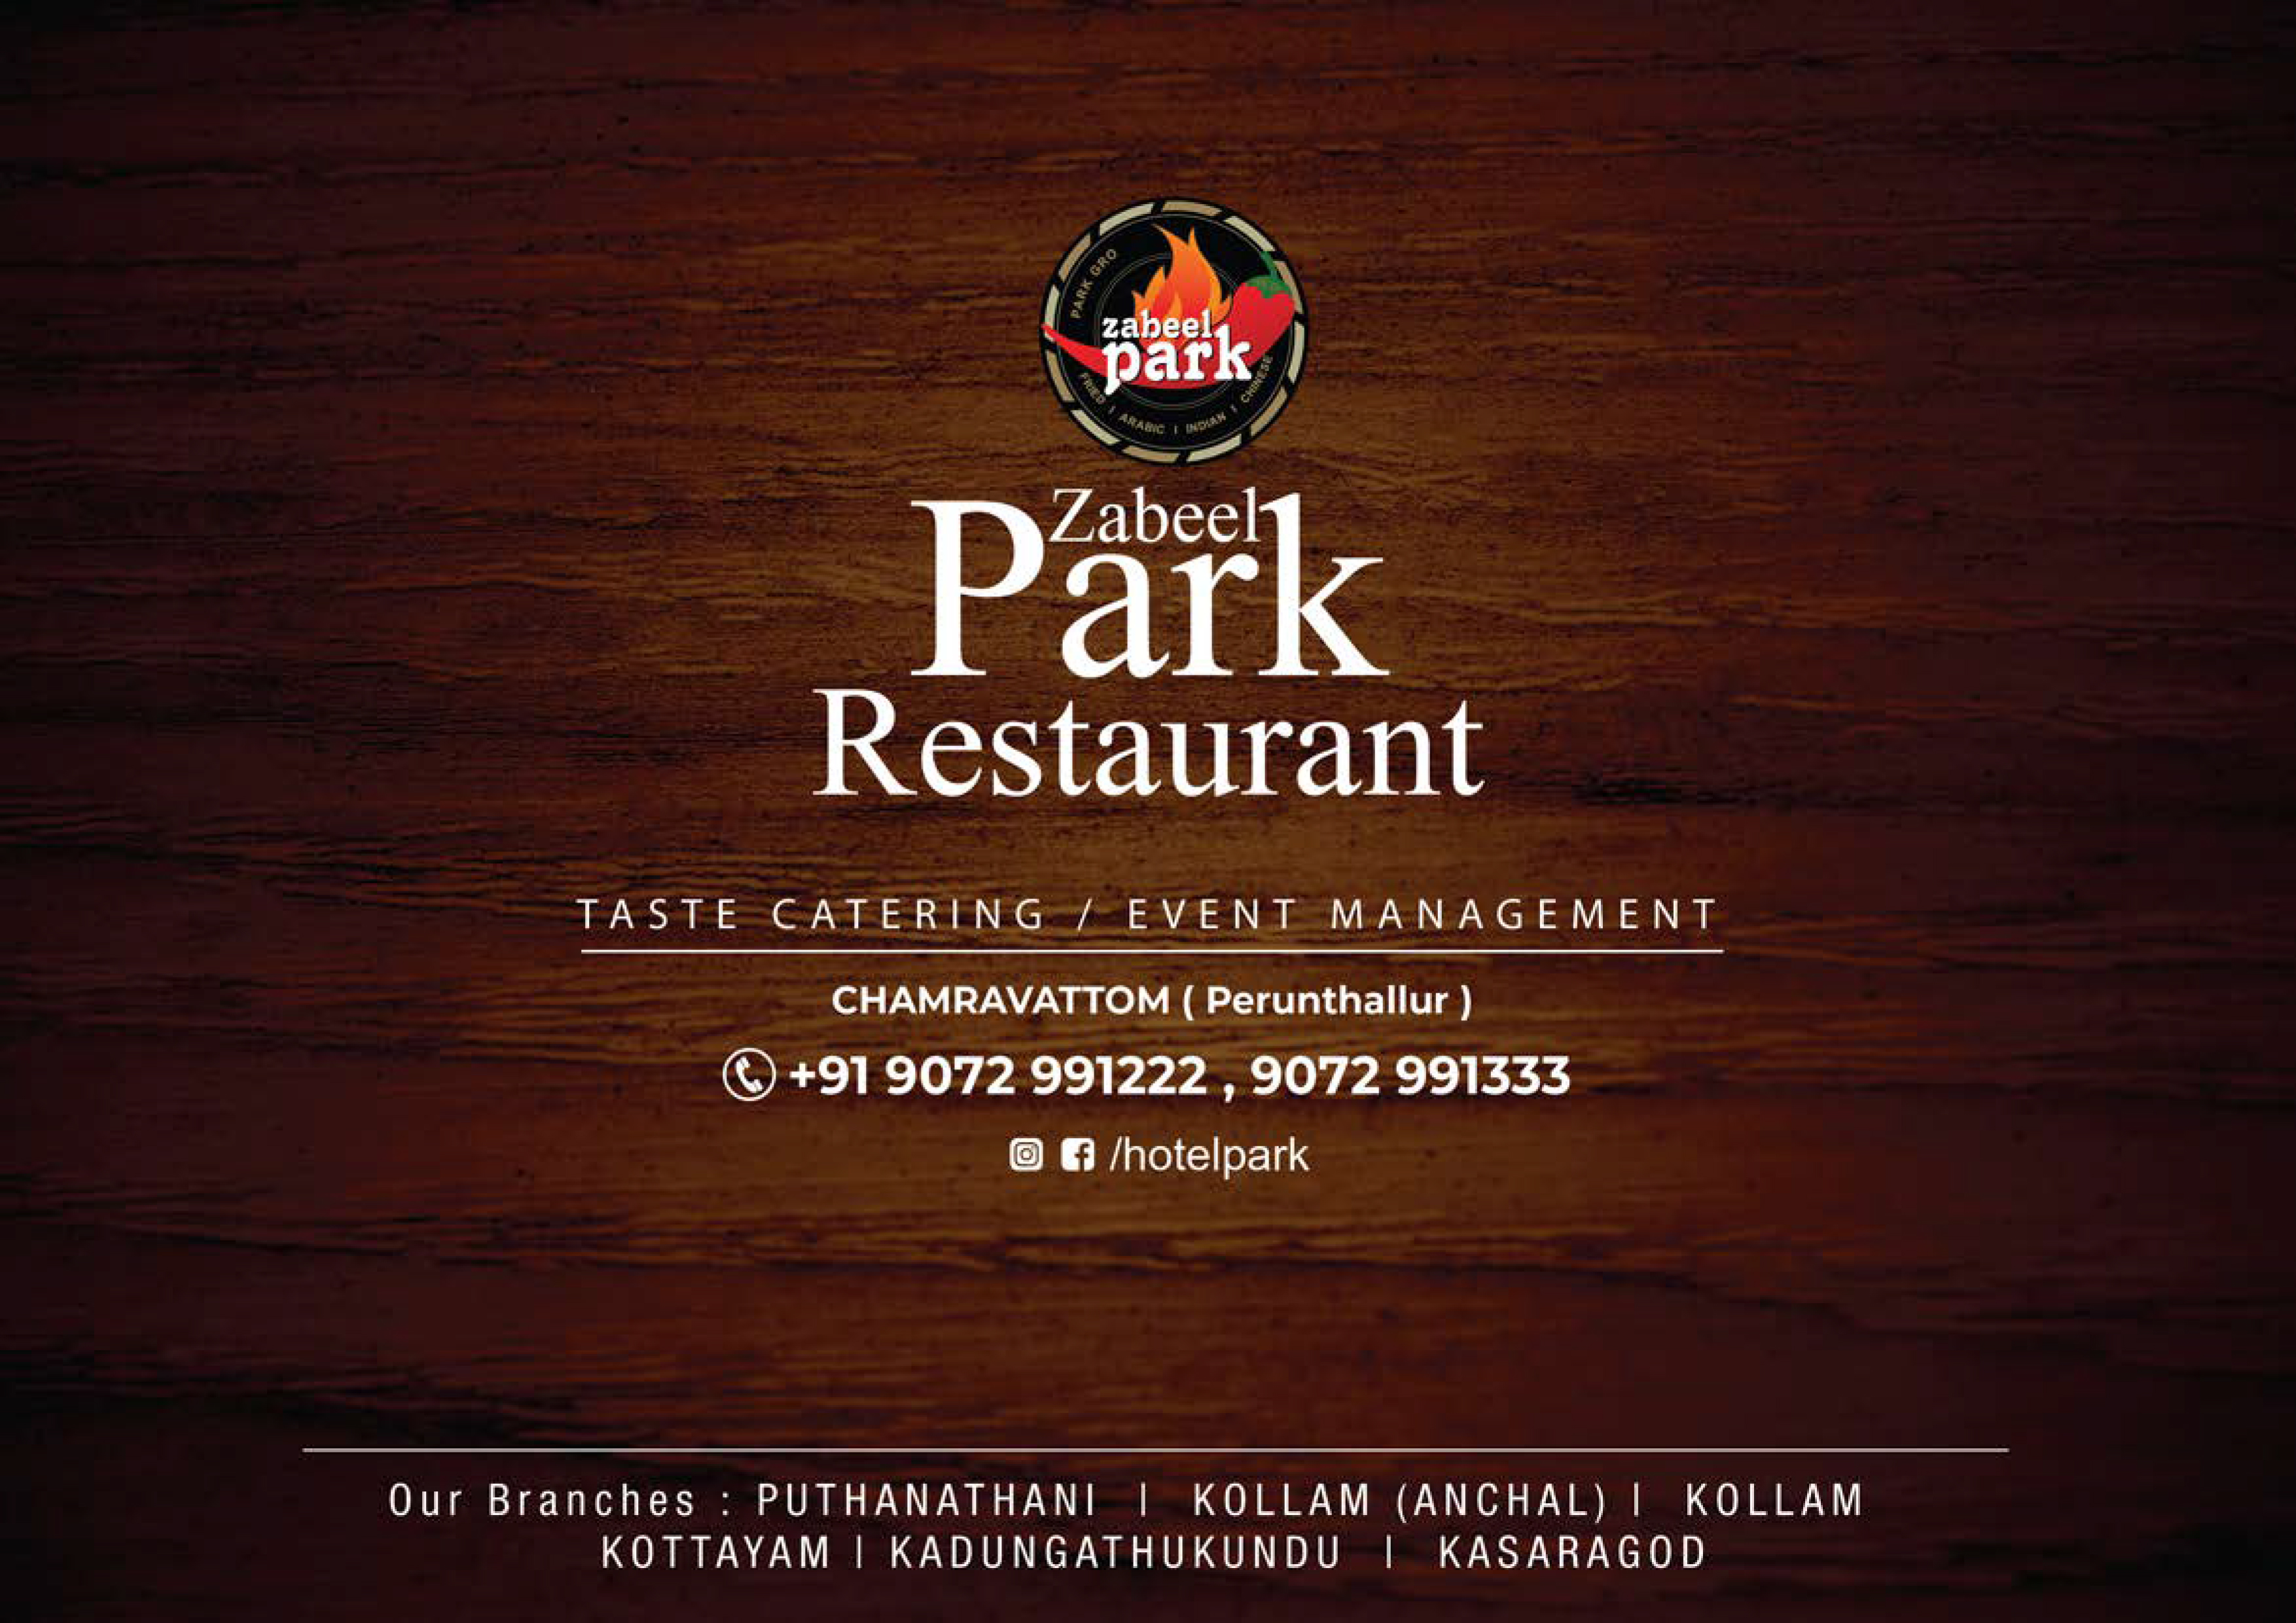 PARK GRO
zabeel
park
FRIED | ARABIC | INDIAN | CHINESE
Zabeel
Park
Restaurant
TASTE CATERING / EVENT MANAGEMENT
CHAMRAVATTOM ( Perunthallur )
+91 9072 991222 , 9072 991333
/hotelpark
Our Branches : PUTHANATHANI | KOLLAM (ANCHAL) | KOLLAM
KOTTAYAM | KADUNGATHUKUNDU | KASARAGOD